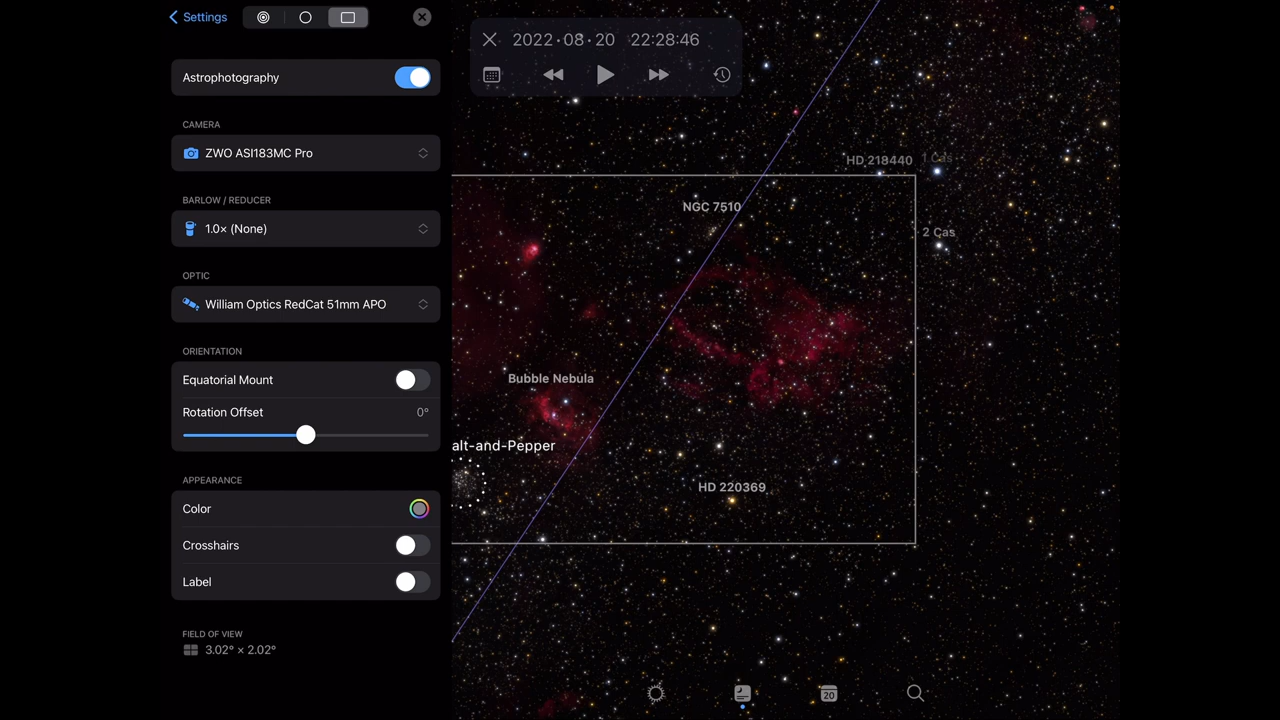 Settings
Astrophotography
CAMERA
ZWO ASI183MC Pro
BARLOW / REDUCER
1.0× (None)
OPTIC
William Optics RedCat 51mm APO
ORIENTATION
Equatorial Mount
Rotation Offset 0°
APPEARANCE
Color
Crosshairs
Label
FIELD OF VIEW
3.02° × 2.02°
2022·08·20 22:28:46
HD 218440 1 Cas
NGC 7510
2 Cas
Bubble Nebula
alt-and-Pepper
HD 220369
20